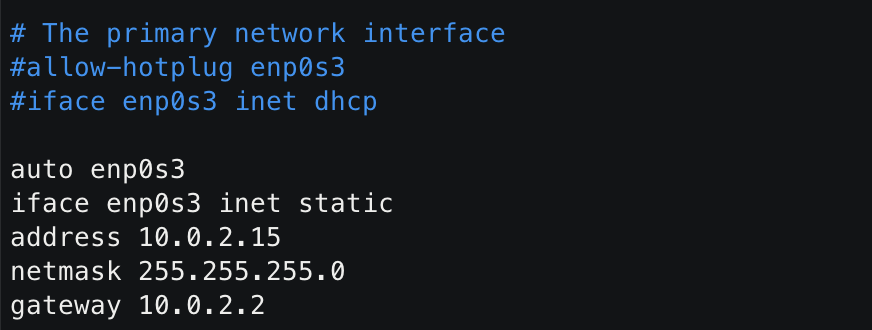 # The primary network interface
#allow-hotplug enp0s3
#iface enp0s3 inet dhcp
auto enp0s3
iface enp0s3 inet static
address 10.0.2.15
netmask 255.255.255.0
gateway 10.0.2.2